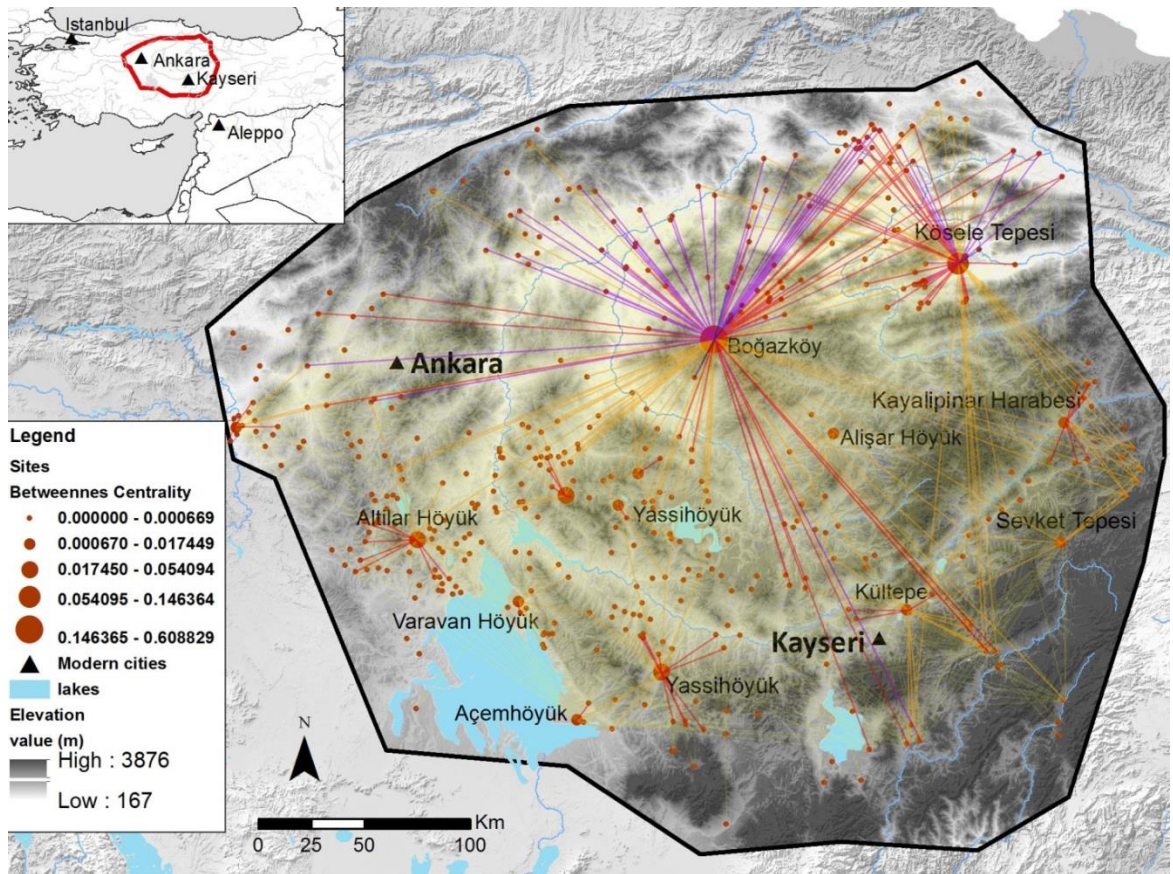 Istanbul
Ankara
Kayseri
Aleppo
Kösele Tepesi
Boğazköy
Ankara
Kayalipinar Harabesi
Alişar Höyük
Yassihöyük
Altilar Höyük
Sevket Tepesi
Kültepe
Varavan Höyük
Kayseri
Yassihöyük
Açemhöyük
Legend
Sites
Betweennes Centrality
0.000000 - 0.000669
0.000670 - 0.017449
0.017450 - 0.054094
0.054095 - 0.146364
0.146365 - 0.608829
Modern cities
lakes
Elevation
value (m)
High : 3876
Low : 167
N
Km
0 25 50 100